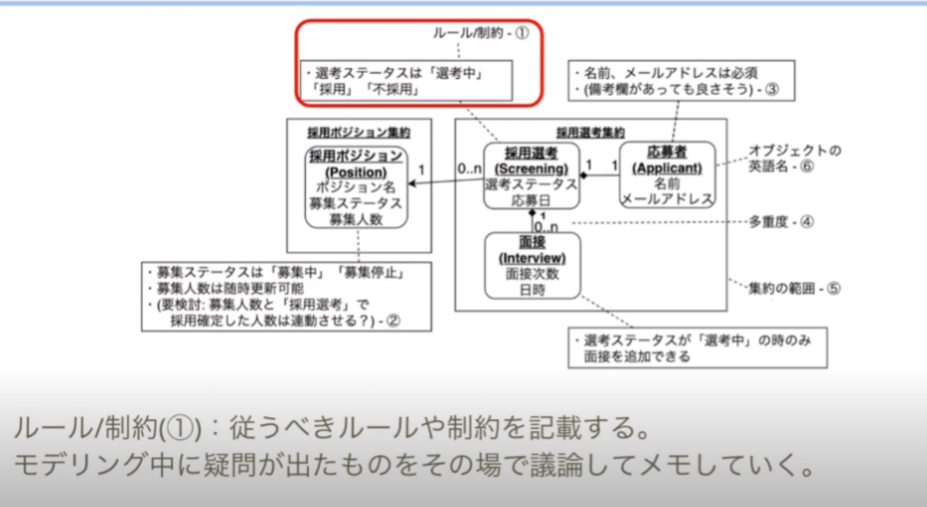 ルール/制約 - ①
・選考ステータスは「選考中」
「採用」「不採用」
・名前、メールアドレスは必須
・(備考欄があっても良さそう) - ③
採用ポジション集約
採用ポジション
(Position)
ポジション名
募集ステータス
募集人数
1
0..n
採用選考集約
採用選考
(Screening)
選考ステータス
応募日
1
1
応募者
(Applicant)
名前
メールアドレス
オブジェクトの
英語名 - ⑥
1
0..n
多重度 - ④
面接
(Interview)
面接次数
日時
集約の範囲 - ⑤
・募集ステータスは「募集中」「募集停止」
・募集人数は随時更新可能
・(要検討: 募集人数と「採用選考」で
採用確定した人数は連動させる？) - ②
・選考ステータスが「選考中」の時のみ
面接を追加できる
ルール/制約(①)：従うべきルールや制約を記載する。
モデリング中に疑問が出たものをその場で議論してメモしていく。